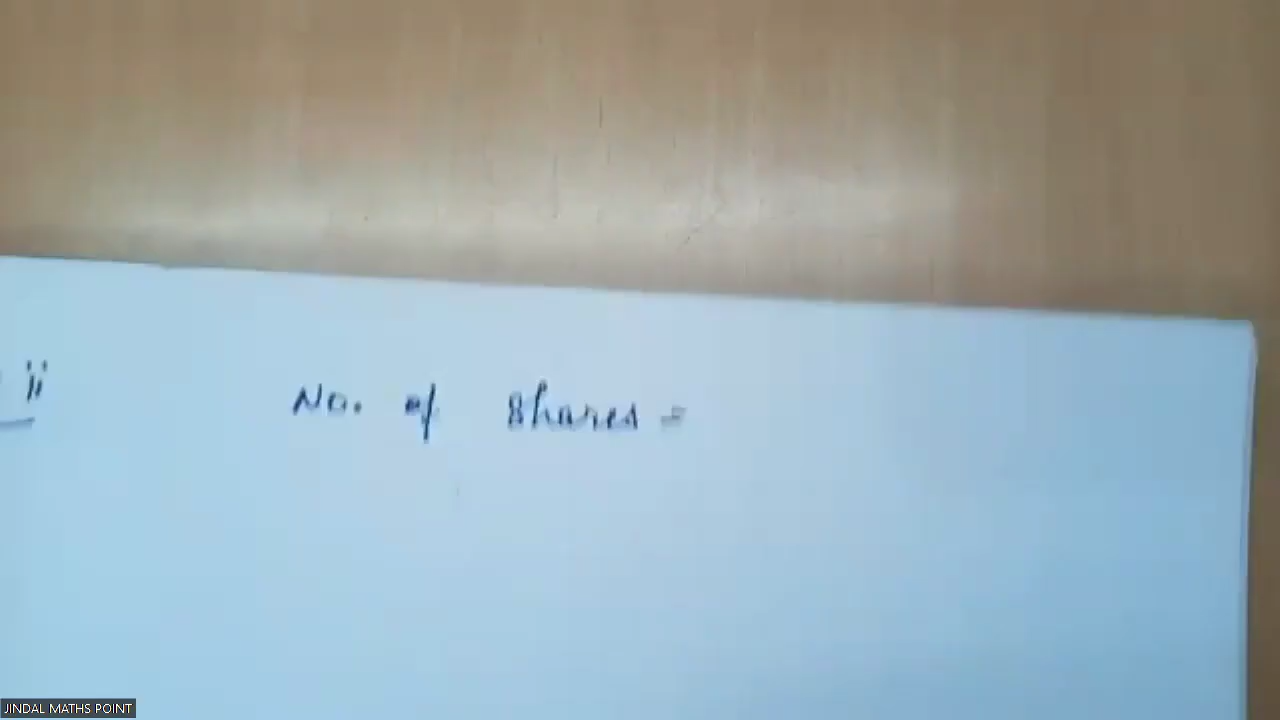 ii No. of Shares =
JINDAL MATHS POINT